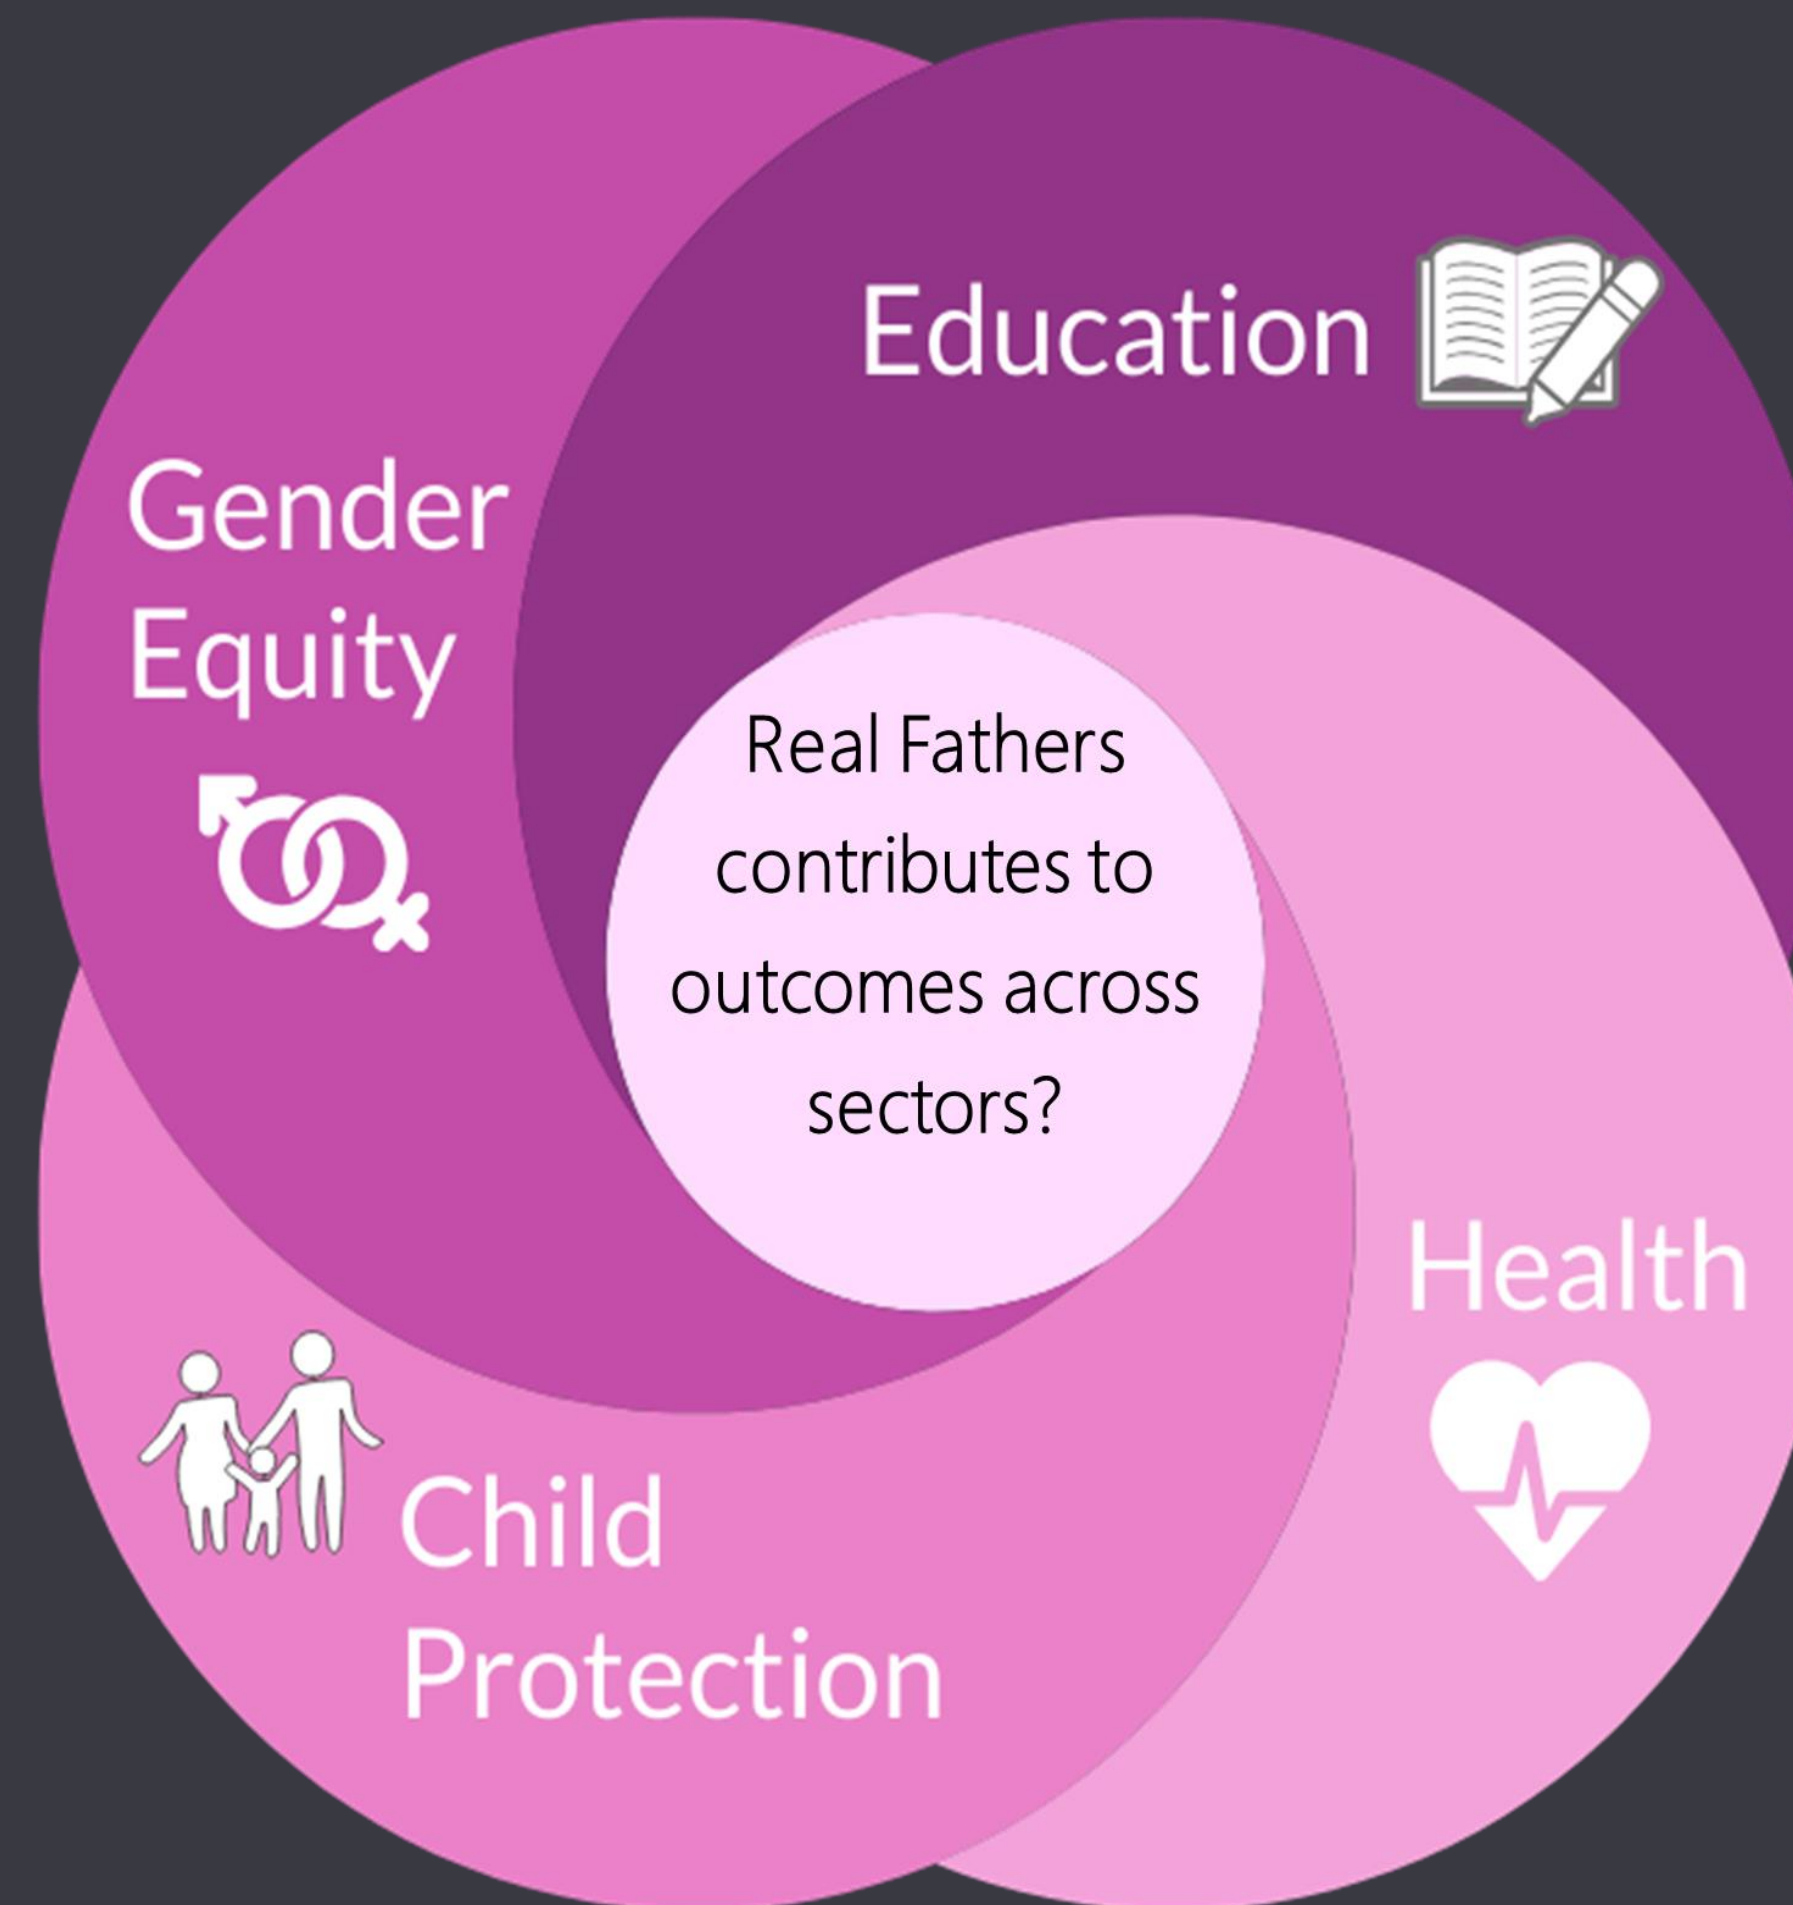 Education
Gender
Equity
Real Fathers
contributes to
outcomes across
sectors?
Health
Child
Protection